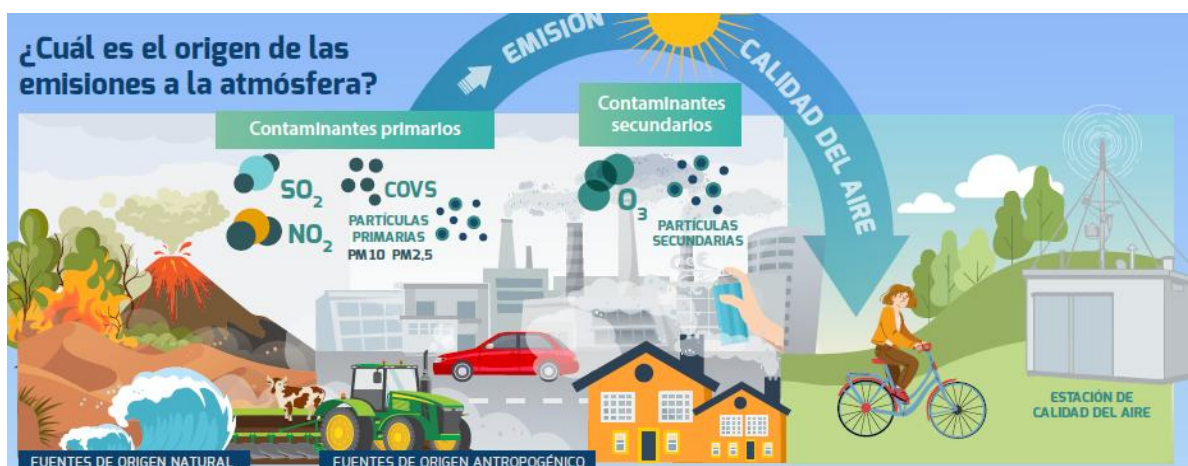 ¿Cuál es el origen de las
emisiones a la atmósfera?
EMISIÓN
CALIDAD DEL AIRE
Contaminantes primarios
Contaminantes
secundarios
SO2
COVS
NO2
PARTÍCULAS
PRIMARIAS
PM10 PM2,5
O3
PARTÍCULAS
SECUNDARIAS
ESTACIÓN DE
CALIDAD DEL AIRE
FUENTES DE ORIGEN NATURAL
FUENTES DE ORIGEN ANTROPOGÉNICO